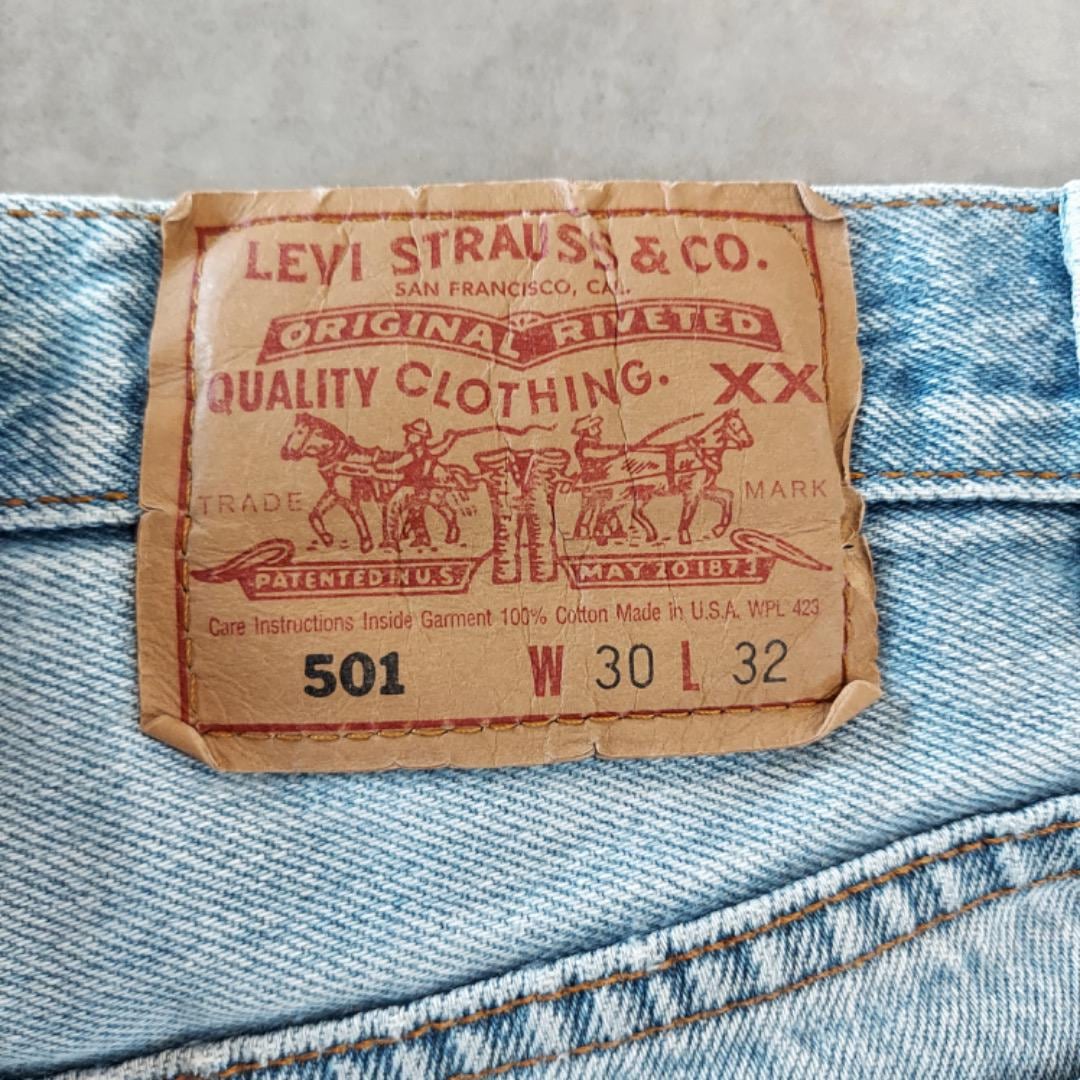 LEVI STRAUSS & CO.
SAN FRANCISCO, CAL.
ORIGINAL RIVETED
QUALITY CLOTHING. XX
TRADE MARK
PATENTED IN U.S. MAY 20 1873
Care Instructions Inside Garment 100% Cotton Made in U.S.A. WPL 423
501 W 30 L 32